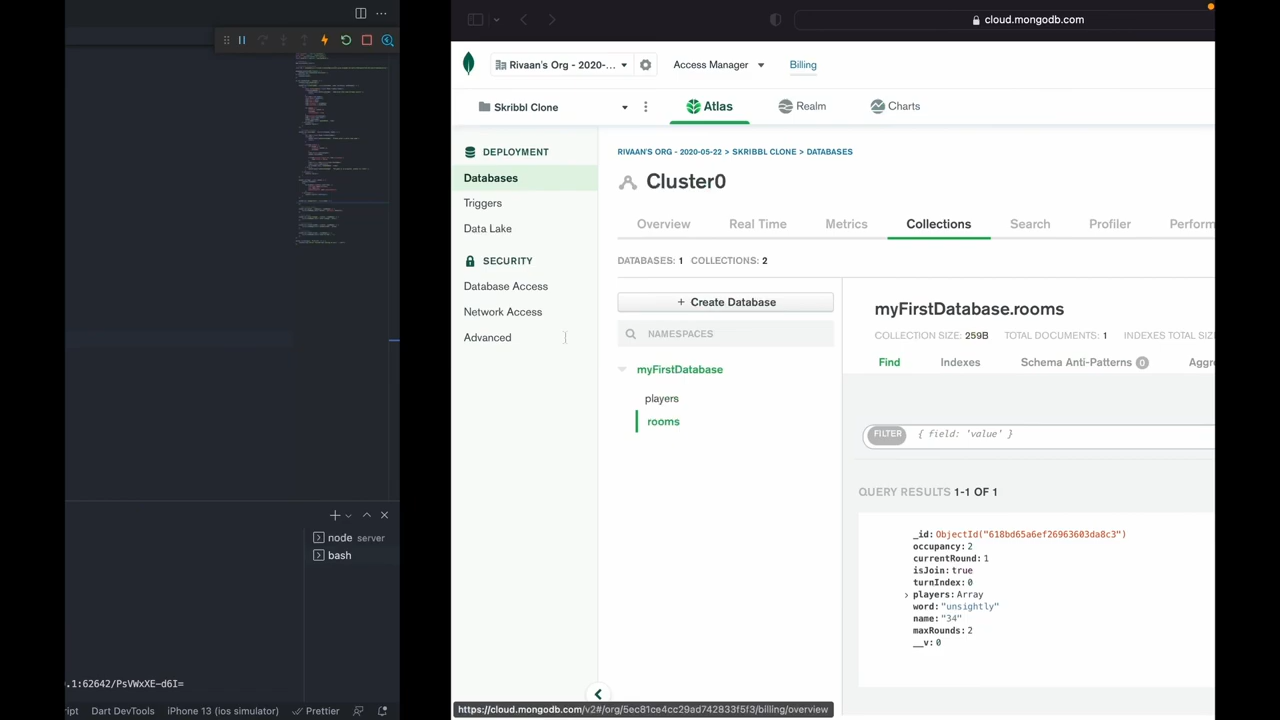 cloud.mongodb.com
Rivaan's Org - 2020-...
Access Manager
Billing
Skribbl Clone
Atlas
Realm
Charts
DEPLOYMENT
Databases
Triggers
Data Lake
SECURITY
Database Access
Network Access
Advanced
RIVAAN'S ORG - 2020-05-22 > SKRIBBL CLONE > DATABASES
Cluster0
Overview
Real Time
Metrics
Collections
Search
Profiler
Perform
DATABASES: 1 COLLECTIONS: 2
+ Create Database
NAMESPACES
myFirstDatabase
players
rooms
myFirstDatabase.rooms
COLLECTION SIZE: 259B TOTAL DOCUMENTS: 1 INDEXES TOTAL SIZ
Find
Indexes
Schema Anti-Patterns 0
Aggre
FILTER { field: 'value' }
QUERY RESULTS 1-1 OF 1
_id: ObjectId("618bd65a6ef26963603da8c3")
occupancy: 2
currentRound: 1
isJoin: true
turnIndex: 0
players: Array
word: "unsightly"
name: "34"
maxRounds: 2
__v: 0
node server
bash
.1:62642/PsVWxXE-d6I=
ript Dart DevTools iPhone 13 (ios simulator) Prettier
https://cloud.mongodb.com/v2#/org/5ec81ce4cc29ad742833f5f3/billing/overview